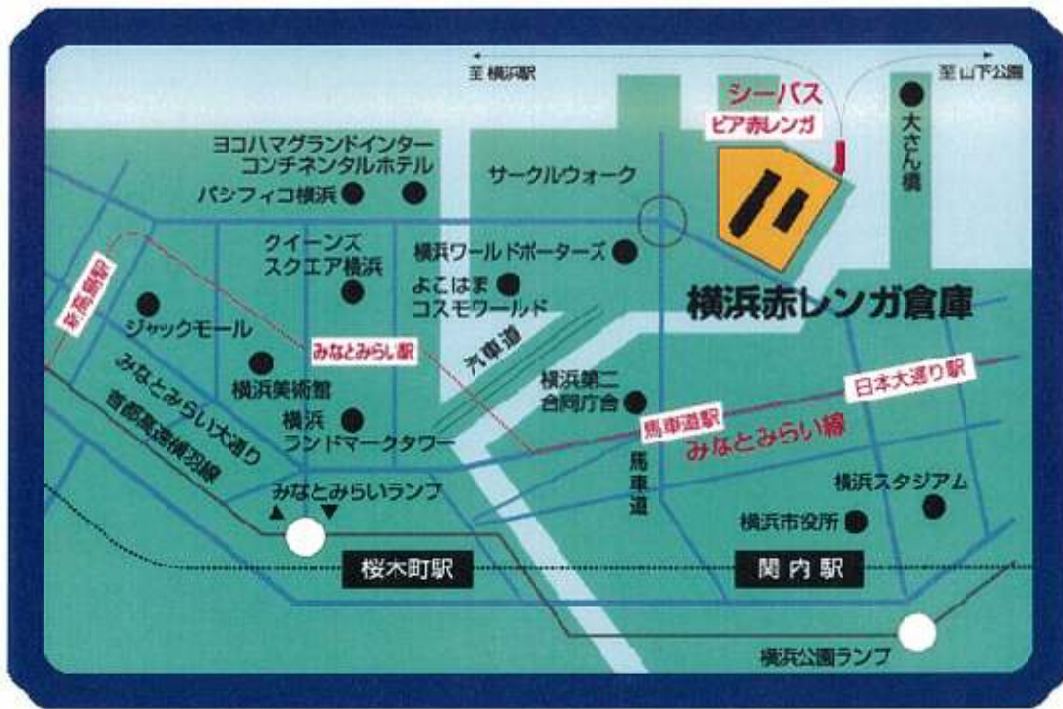 至 横浜駅
至 山下公園
シーバス
ピア赤レンガ
大さん橋
ヨコハマグランドインター
コンチネンタルホテル
パシフィコ横浜
サークルウォーク
クイーンズ
スクエア横浜
横浜ワールドポーターズ
よこはま
コスモワールド
横浜赤レンガ倉庫
新高島駅
ジャックモール
みなとみらい駅
汽車道
横浜美術館
横浜
ランドマークタワー
横浜第二
合同庁舎
日本大通り駅
馬車道駅
みなとみらい線
みなとみらい大通り
首都高速横羽線
馬車道
みなとみらいランプ
横浜スタジアム
横浜市役所
桜木町駅
関内駅
横浜公園ランプ